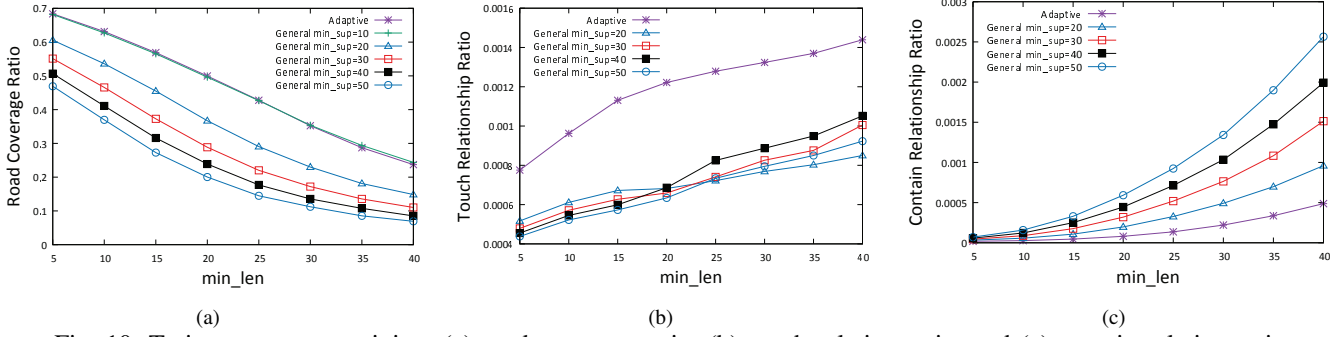 Road Coverage Ratio
0.7
0.6
0.5
0.4
0.3
0.2
0.1
0
Adaptive
General min_sup=10
General min_sup=20
General min_sup=30
General min_sup=40
General min_sup=50
5 10 15 20 25 30 35 40
min_len
(a)
Touch Relationship Ratio
0.0016
0.0014
0.0012
0.001
0.0008
0.0006
0.0004
Adaptive
General min_sup=20
General min_sup=30
General min_sup=40
General min_sup=50
5 10 15 20 25 30 35 40
min_len
(b)
Contain Relationship Ratio
0.003
0.0025
0.002
0.0015
0.001
0.0005
0
Adaptive
General min_sup=20
General min_sup=30
General min_sup=40
General min_sup=50
5 10 15 20 25 30 35 40
min_len
(c)